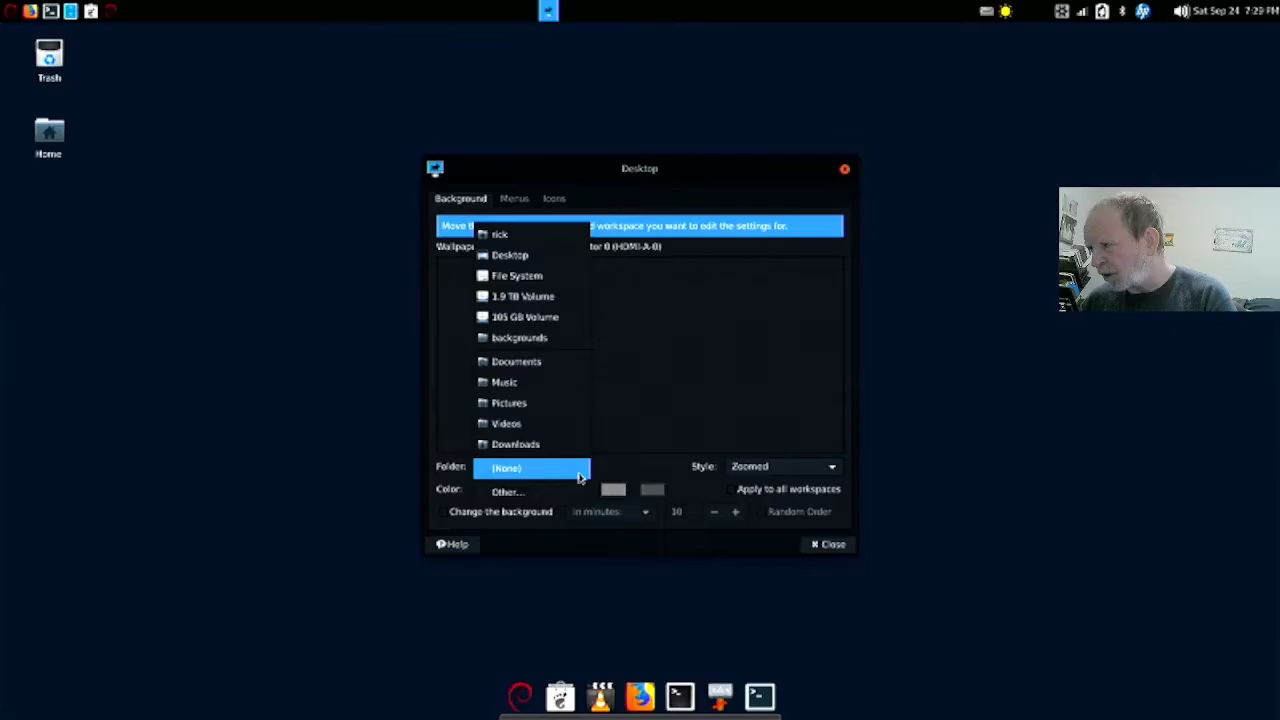 Sat Sep 24  7:29 PM
Trash
Home
Desktop
Background Menus Icons
Move th workspace you want to edit the settings for.
Wallpape tor 0 (HDMI-A-0)
rick
Desktop
File System
1.9 TB Volume
105 GB Volume
backgrounds
Documents
Music
Pictures
Videos
Downloads
Folder: (None) Style: Zoomed
Color: Other... Apply to all workspaces
Change the background in minutes: 10 - + Random Order
Help Close